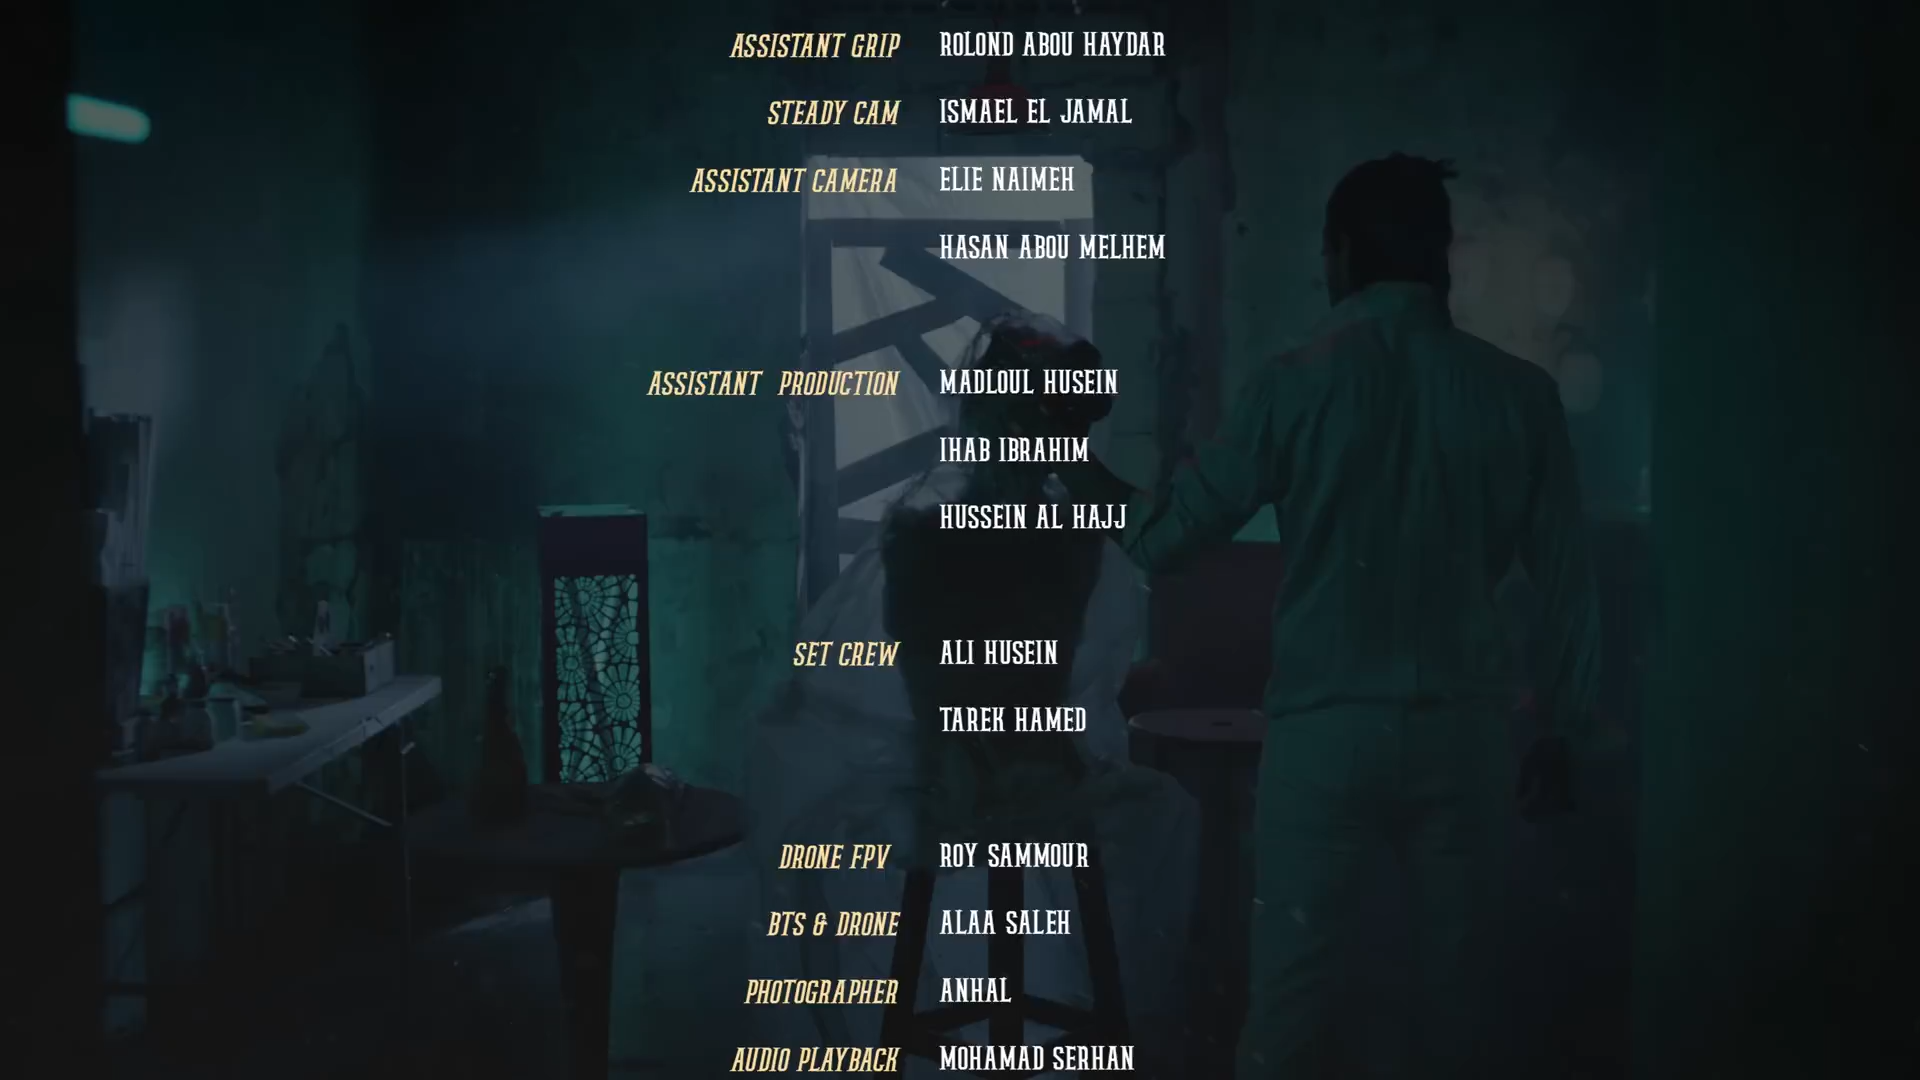 ASSISTANT GRIP ROLOND ABOU HAYDAR
STEADY CAM ISMAEL EL JAMAL
ASSISTANT CAMERA ELIE NAIMEH
HASAN ABOU MELHEM
ASSISTANT PRODUCTION MADLOUL HUSEIN
IHAB IBRAHIM
HUSSEIN AL HAJJ
SET CREW ALI HUSEIN
TAREK HAMED
DRONE FPV ROY SAMMOUR
BTS & DRONE ALAA SALEH
PHOTOGRAPHER ANHAL
AUDIO PLAYBACK MOHAMAD SERHAN